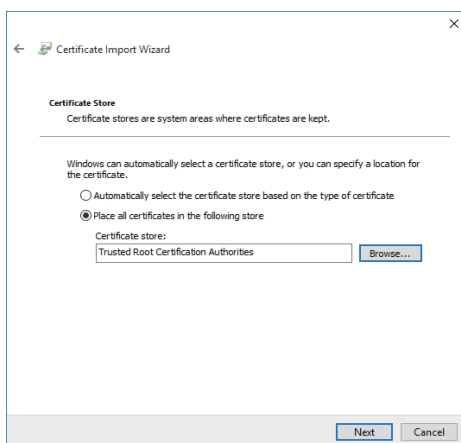 Certificate Import Wizard
Certificate Store
Certificate stores are system areas where certificates are kept.
Windows can automatically select a certificate store, or you can specify a location for
the certificate.
Automatically select the certificate store based on the type of certificate
Place all certificates in the following store
Certificate store:
Trusted Root Certification Authorities
Browse...
Next Cancel